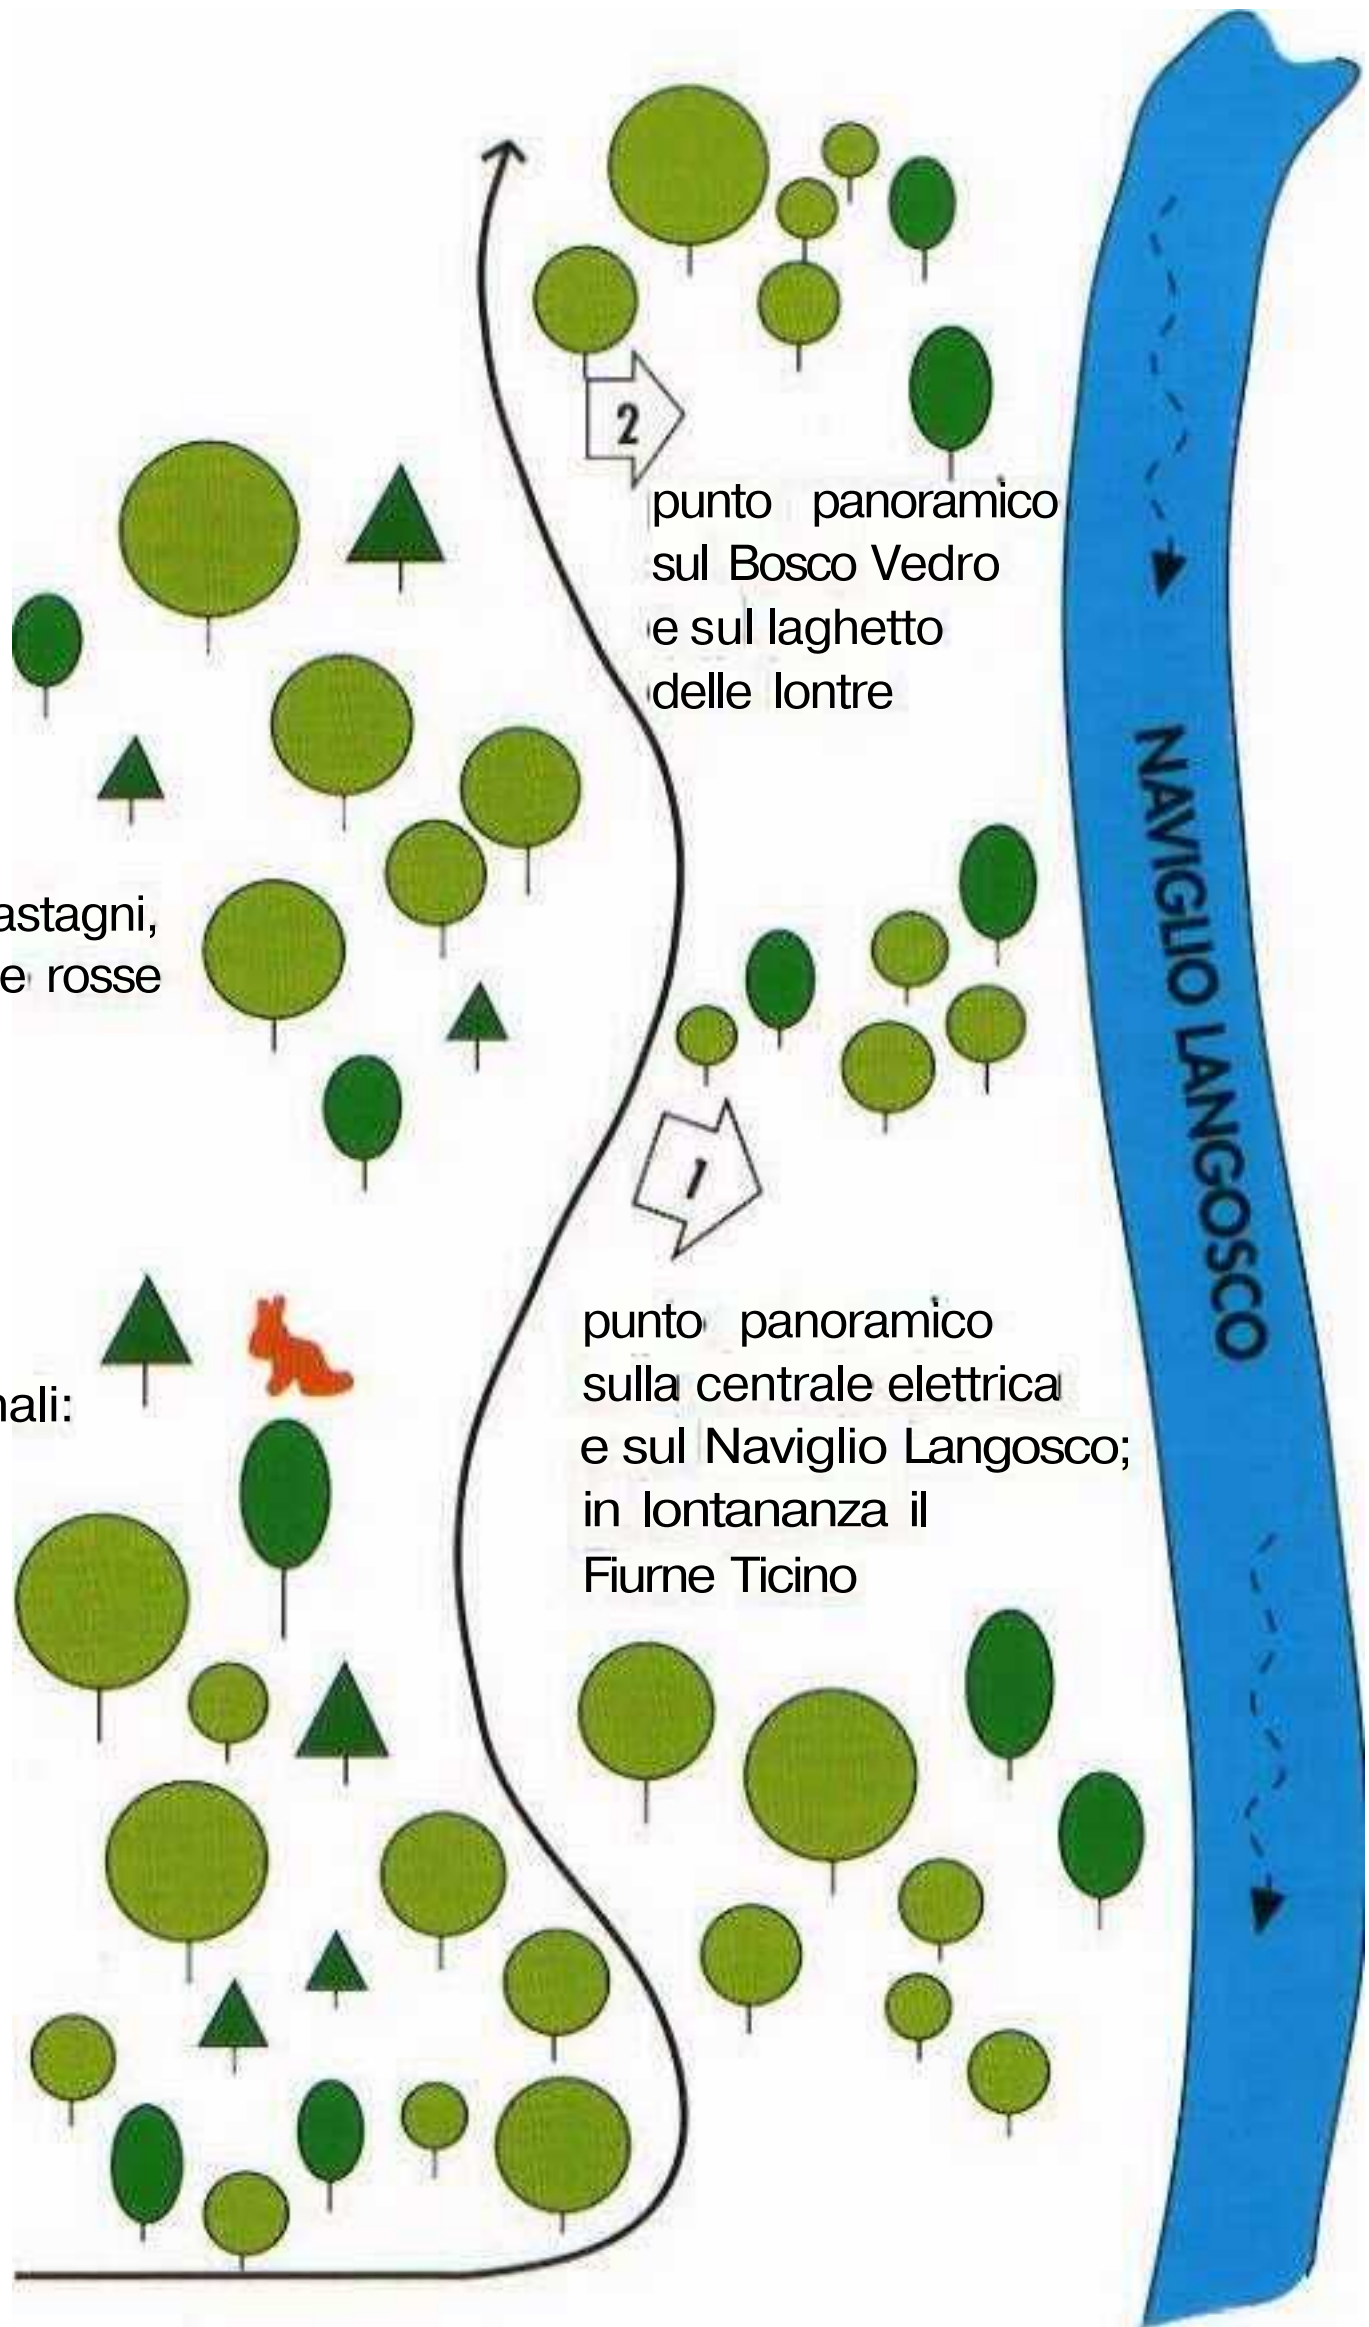 2
punto panoramico
sul Bosco Vedro
e sul laghetto
delle lontre
NAVIGLIO LANGOSCO
astagni,
e rosse
1
nali:
punto panoramico
sulla centrale elettrica
e sul Naviglio Langosco;
in lontananza il
Fiurne Ticino